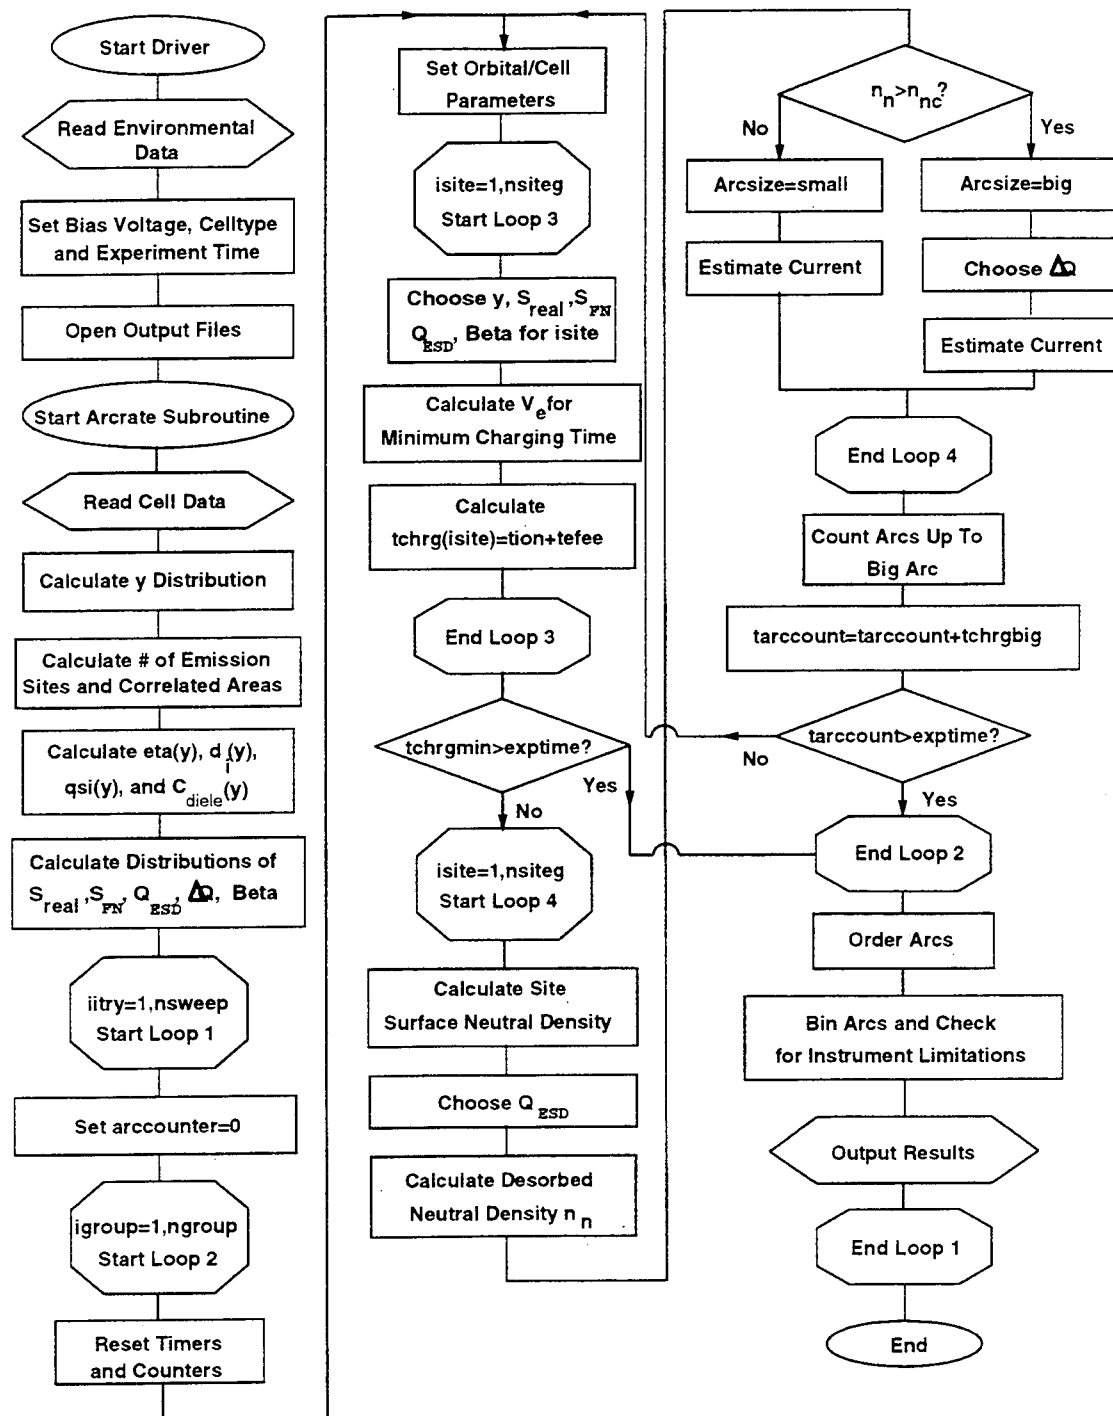 Start Driver
Read Environmental
Data
Set Bias Voltage, Celltype
and Experiment Time
Open Output Files
Start Arcrate Subroutine
Read Cell Data
Calculate y Distribution
Calculate # of Emission
Sites and Correlated Areas
Calculate eta(y), d_i(y),
qsi(y), and C_diele(y)
Calculate Distributions of
S_real, S_FN, Q_ESD, ΔQ, Beta
iitry=1,nsweep
Start Loop 1
Set arccounter=0
igroup=1,ngroup
Start Loop 2
Reset Timers
and Counters
Set Orbital/Cell
Parameters
isite=1,nsiteg
Start Loop 3
Choose y, S_real, S_FN
Q_ESD, Beta for isite
Calculate V_e for
Minimum Charging Time
Calculate
tchrg(isite)=tion+tefee
End Loop 3
tchrgmin>exptime?
Yes
No
isite=1,nsiteg
Start Loop 4
Calculate Site
Surface Neutral Density
Choose Q_ESD
Calculate Desorbed
Neutral Density n_n
n_n>n_nc?
No
Yes
Arcsize=small
Arcsize=big
Estimate Current
Choose ΔQ
Estimate Current
End Loop 4
Count Arcs Up To
Big Arc
tarccount=tarccount+tchrgbig
tarccount>exptime?
No
Yes
End Loop 2
Order Arcs
Bin Arcs and Check
for Instrument Limitations
Output Results
End Loop 1
End